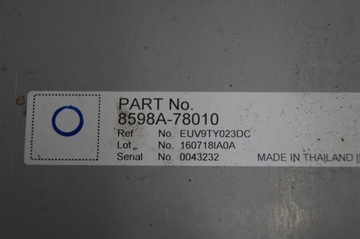 PART No.
8598A-78010
Ref No. EUV9TY023DC
Lot No. 160718IA0A
Serial No. 0043232
MADE IN THAILAND